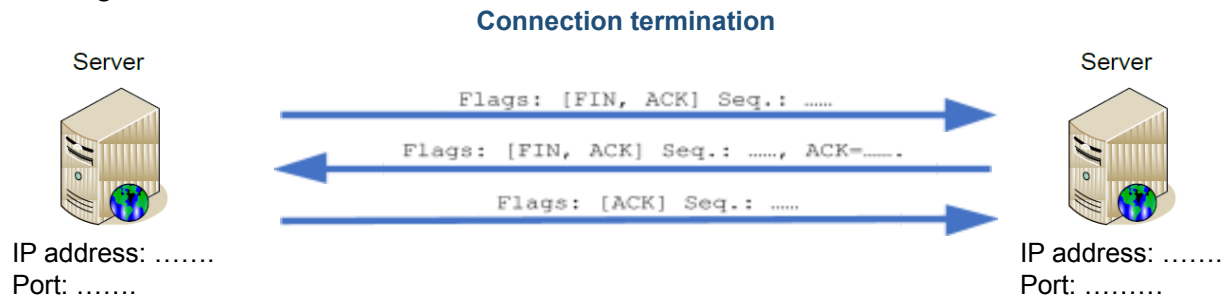 Connection termination
Server
Server
Flags: [FIN, ACK] Seq.: ......
Flags: [FIN, ACK] Seq.: ......, ACK=.......
Flags: [ACK] Seq.: ......
IP address: …….
Port: …….
IP address: …….
Port: ………